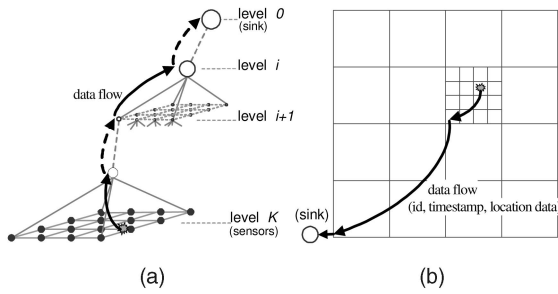 level 0
(sink)
level i
data flow
level i+1
level K
(sensors)
(a)
data flow
(id, timestamp, location data)
(sink)
(b)